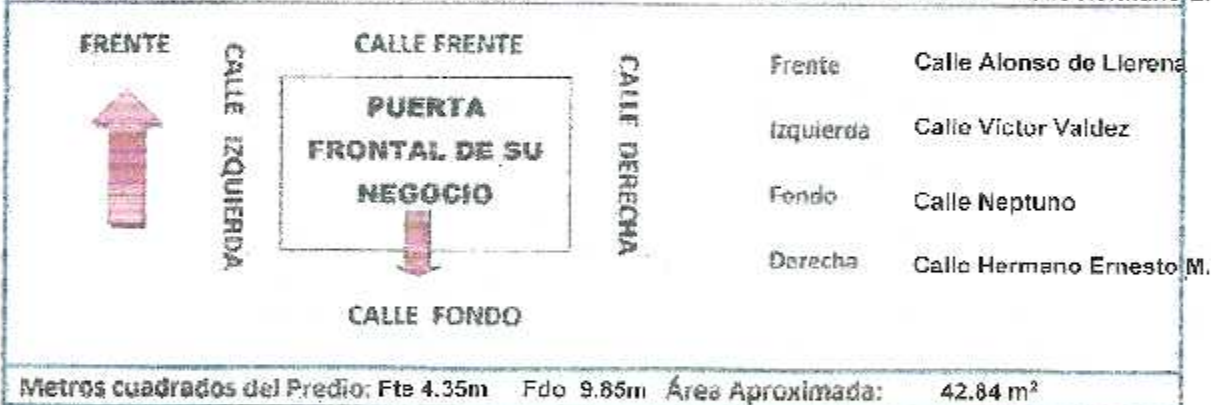 FRENTE
CALLE IZQUIERDA
CALLE FRENTE
PUERTA
FRONTAL DE SU
NEGOCIO
CALLE DERECHA
CALLE FONDO
Frente Calle Alonso de Llerena
Izquierda Calle Víctor Valdez
Fondo Calle Neptuno
Derecha Calle Hermano Ernesto M.
Metros cuadrados del Predio: Fte 4.35m Fdo 9.85m Área Aproximada: 42.84 m²